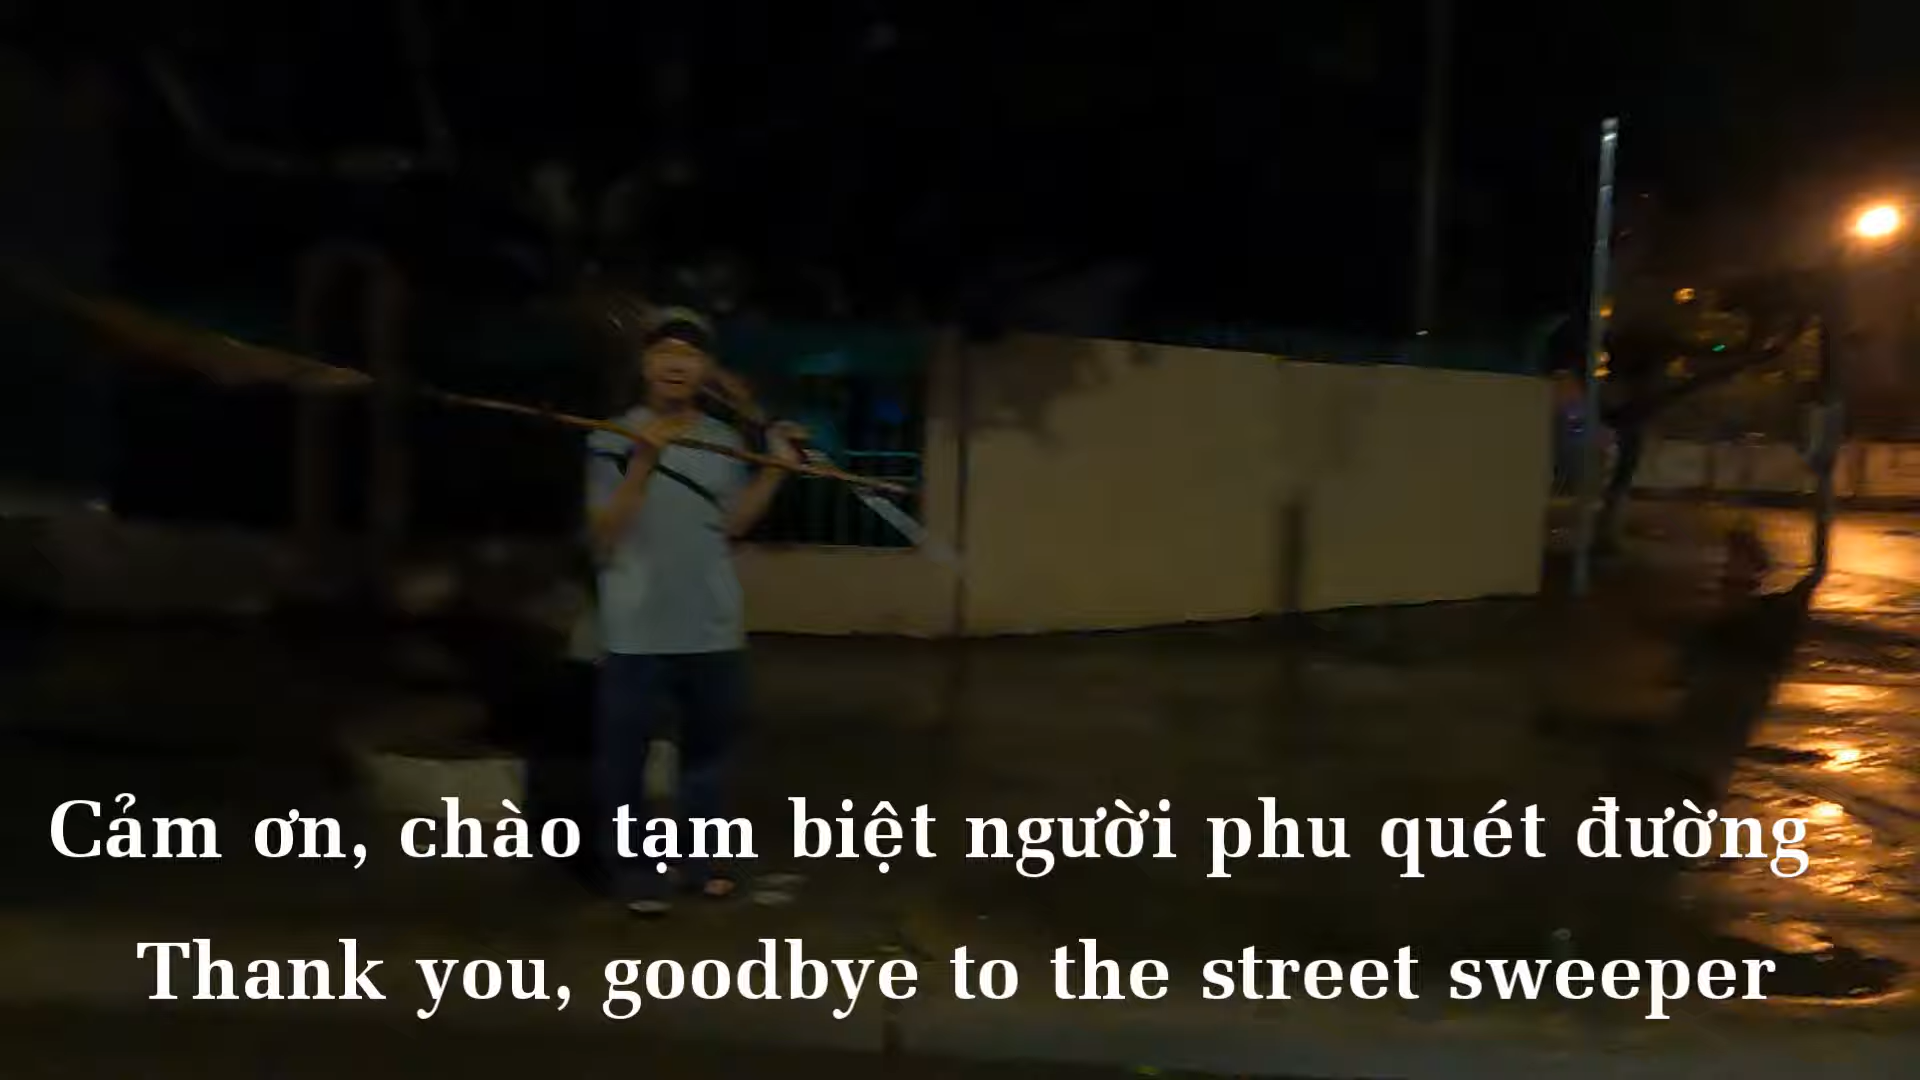 Cảm ơn, chào tạm biệt người phu quét đường
Thank you, goodbye to the street sweeper